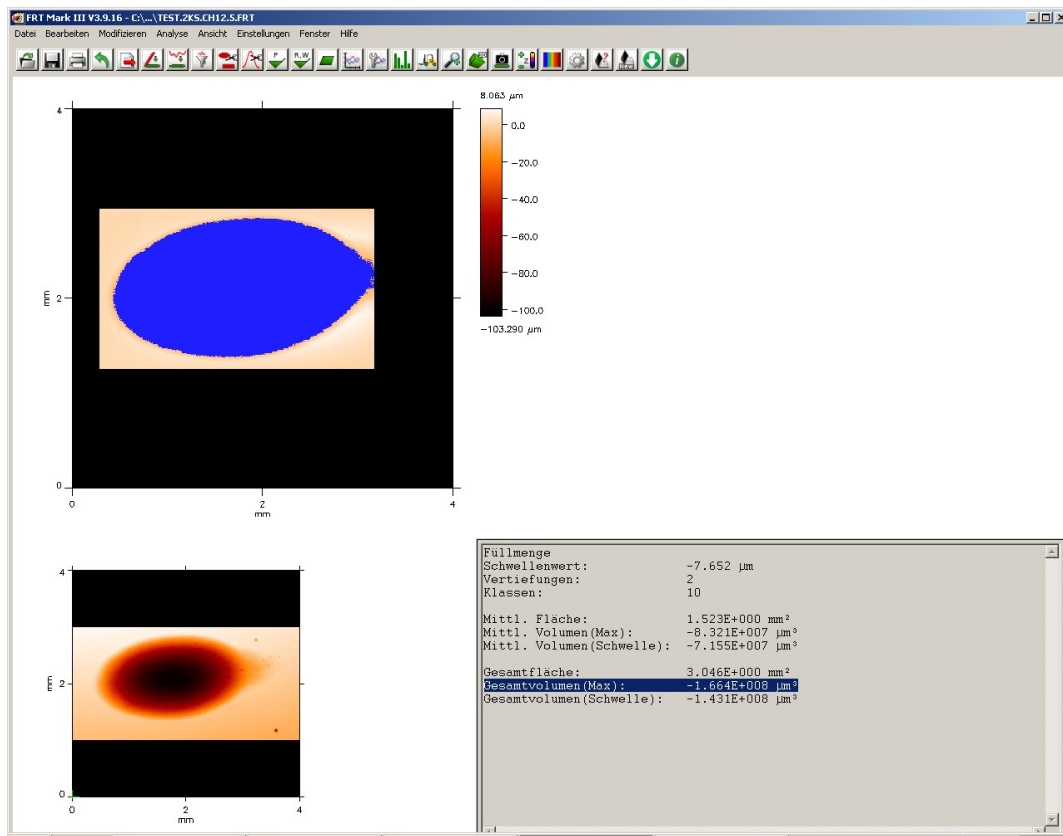 FRT Mark III V3.9.16 - C:\...\TEST.2KS.CH12.5.FRT
Datei Bearbeiten Modifizieren Analyse Ansicht Einstellungen Fenster Hilfe
8.063 µm
0.0
-20.0
-40.0
-60.0
-80.0
-100.0
-103.290 µm
4
mm
2
0
0
2
4
mm
4
mm
2
0
0
2
4
mm
Füllmenge
Schwellenwert: -7.652 µm
Vertiefungen: 2
Klassen: 10
Mittl. Fläche: 1.523E+000 mm²
Mittl. Volumen(Max): -8.321E+007 µm³
Mittl. Volumen(Schwelle): -7.155E+007 µm³
Gesamtfläche: 3.046E+000 mm²
Gesamtvolumen(Max): -1.664E+008 µm³
Gesamtvolumen(Schwelle): -1.431E+008 µm³